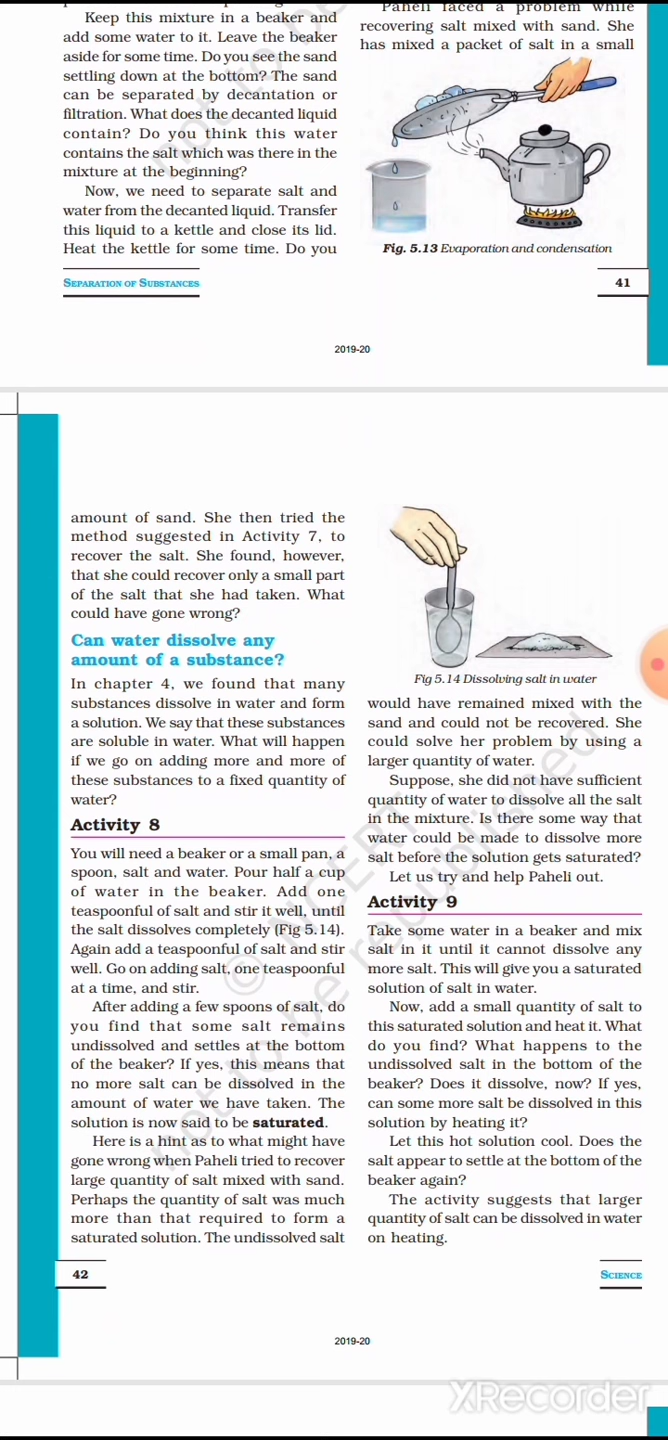 Keep this mixture in a beaker and
add some water to it. Leave the beaker
aside for some time. Do you see the sand
settling down at the bottom? The sand
can be separated by decantation or
filtration. What does the decanted liquid
contain? Do you think this water
contains the salt which was there in the
mixture at the beginning?
Now, we need to separate salt and
water from the decanted liquid. Transfer
this liquid to a kettle and close its lid.
Heat the kettle for some time. Do you
Paheli faced a problem while
recovering salt mixed with sand. She
has mixed a packet of salt in a small
Fig. 5.13 Evaporation and condensation
SEPARATION OF SUBSTANCES
41
2019-20
amount of sand. She then tried the
method suggested in Activity 7, to
recover the salt. She found, however,
that she could recover only a small part
of the salt that she had taken. What
could have gone wrong?
Can water dissolve any
amount of a substance?
In chapter 4, we found that many
substances dissolve in water and form
a solution. We say that these substances
are soluble in water. What will happen
if we go on adding more and more of
these substances to a fixed quantity of
water?
Activity 8
You will need a beaker or a small pan, a
spoon, salt and water. Pour half a cup
of water in the beaker. Add one
teaspoonful of salt and stir it well, until
the salt dissolves completely (Fig 5.14).
Again add a teaspoonful of salt and stir
well. Go on adding salt, one teaspoonful
at a time, and stir.
After adding a few spoons of salt, do
you find that some salt remains
undissolved and settles at the bottom
of the beaker? If yes, this means that
no more salt can be dissolved in the
amount of water we have taken. The
solution is now said to be saturated.
Here is a hint as to what might have
gone wrong when Paheli tried to recover
large quantity of salt mixed with sand.
Perhaps the quantity of salt was much
more than that required to form a
saturated solution. The undissolved salt
Fig 5.14 Dissolving salt in water
would have remained mixed with the
sand and could not be recovered. She
could solve her problem by using a
larger quantity of water.
Suppose, she did not have sufficient
quantity of water to dissolve all the salt
in the mixture. Is there some way that
water could be made to dissolve more
salt before the solution gets saturated?
Let us try and help Paheli out.
Activity 9
Take some water in a beaker and mix
salt in it until it cannot dissolve any
more salt. This will give you a saturated
solution of salt in water.
Now, add a small quantity of salt to
this saturated solution and heat it. What
do you find? What happens to the
undissolved salt in the bottom of the
beaker? Does it dissolve, now? If yes,
can some more salt be dissolved in this
solution by heating it?
Let this hot solution cool. Does the
salt appear to settle at the bottom of the
beaker again?
The activity suggests that larger
quantity of salt can be dissolved in water
on heating.
© NCERT
not to be republished
42
SCIENCE
2019-20
XRecorder